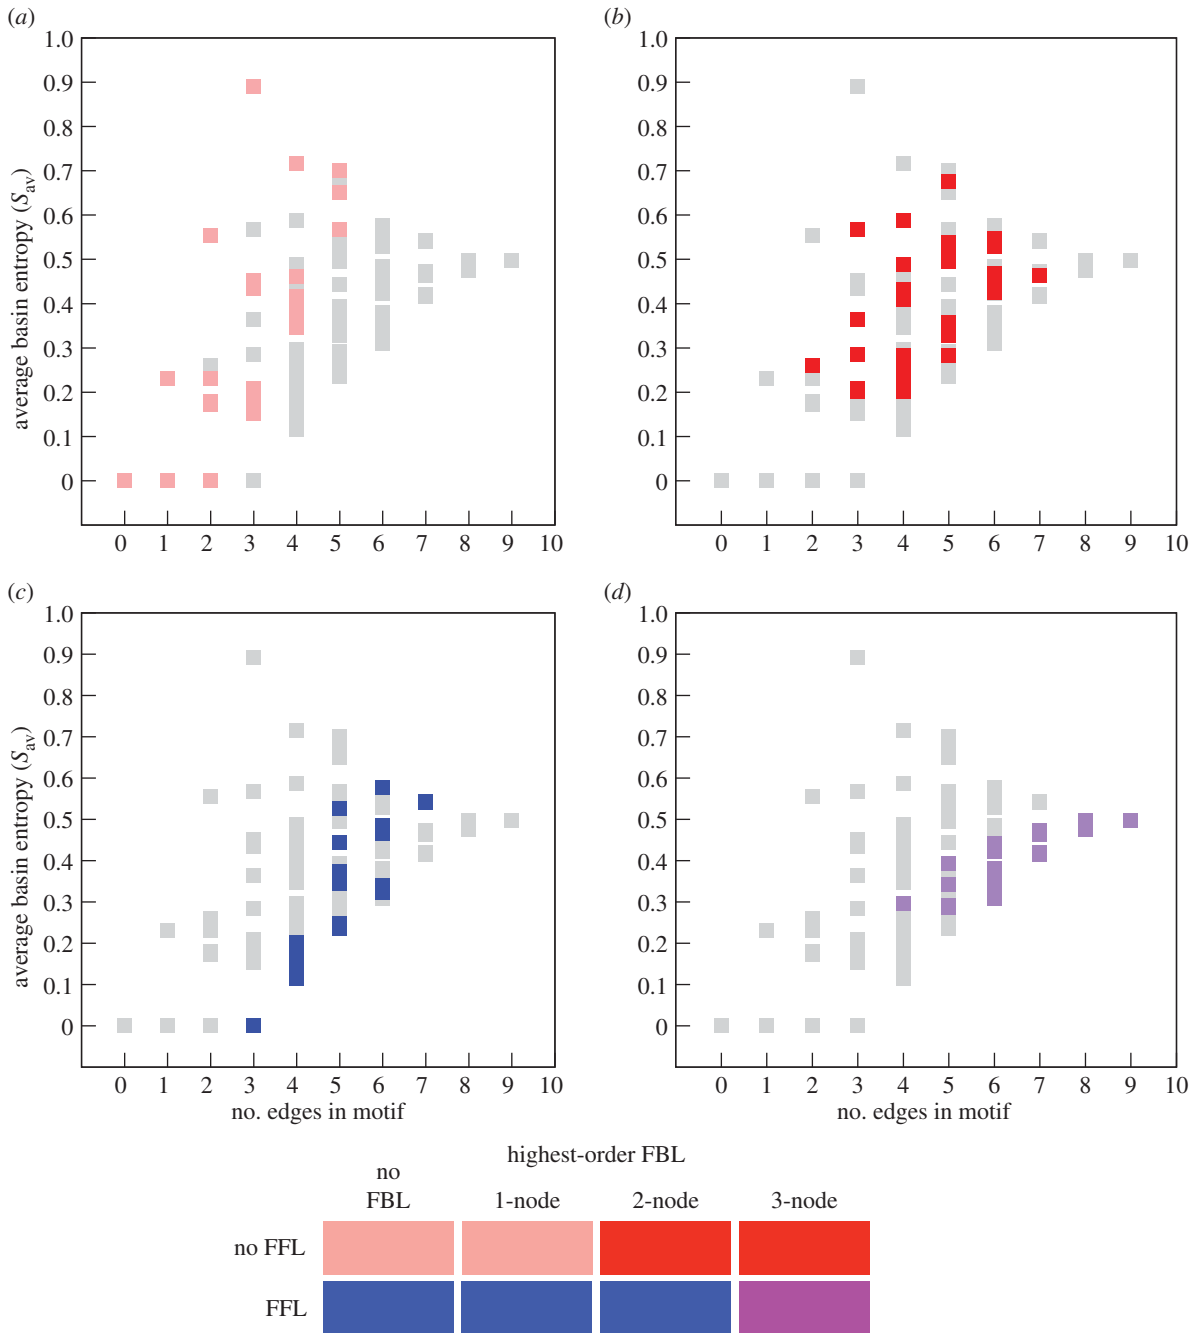 (a)
(b)
average basin entropy (Sav)
1.0
0.9
0.8
0.7
0.6
0.5
0.4
0.3
0.2
0.1
0
0 1 2 3 4 5 6 7 8 9 10
1.0
0.9
0.8
0.7
0.6
0.5
0.4
0.3
0.2
0.1
0
0 1 2 3 4 5 6 7 8 9 10
(c)
(d)
average basin entropy (Sav)
1.0
0.9
0.8
0.7
0.6
0.5
0.4
0.3
0.2
0.1
0
0 1 2 3 4 5 6 7 8 9 10
no. edges in motif
1.0
0.9
0.8
0.7
0.6
0.5
0.4
0.3
0.2
0.1
0
0 1 2 3 4 5 6 7 8 9 10
no. edges in motif
highest-order FBL
no
FBL 1-node 2-node 3-node
no FFL
FFL